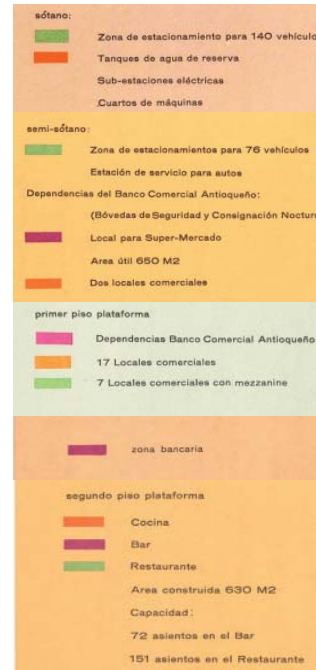 sótano:
Zona de estacionamiento para 140
Tanques de agua de reserva
Sub-estaciones eléctricas
Cuartos de máquinas
semi-sótano:
Zona de estacionamientos para 76 vehículos
Estación de servicio para autos
Dependencias del Banco Comercial Antioqueño:
(Bóvedas de Seguridad y Consignación
Local para Super-Mercado
Area útil 650 M2
Dos locales comerciales
primer piso plataforma
Dependencias Banco Comercial Antioqueño
17 Locales comerciales
7 Locales comerciales con mezzanine
zona bancaria
segundo piso plataforma
Cocina
Bar
Restaurante
Area construida 630 M2
Capacidad:
72 asientos en el Bar
151 asientos en el Restaurante